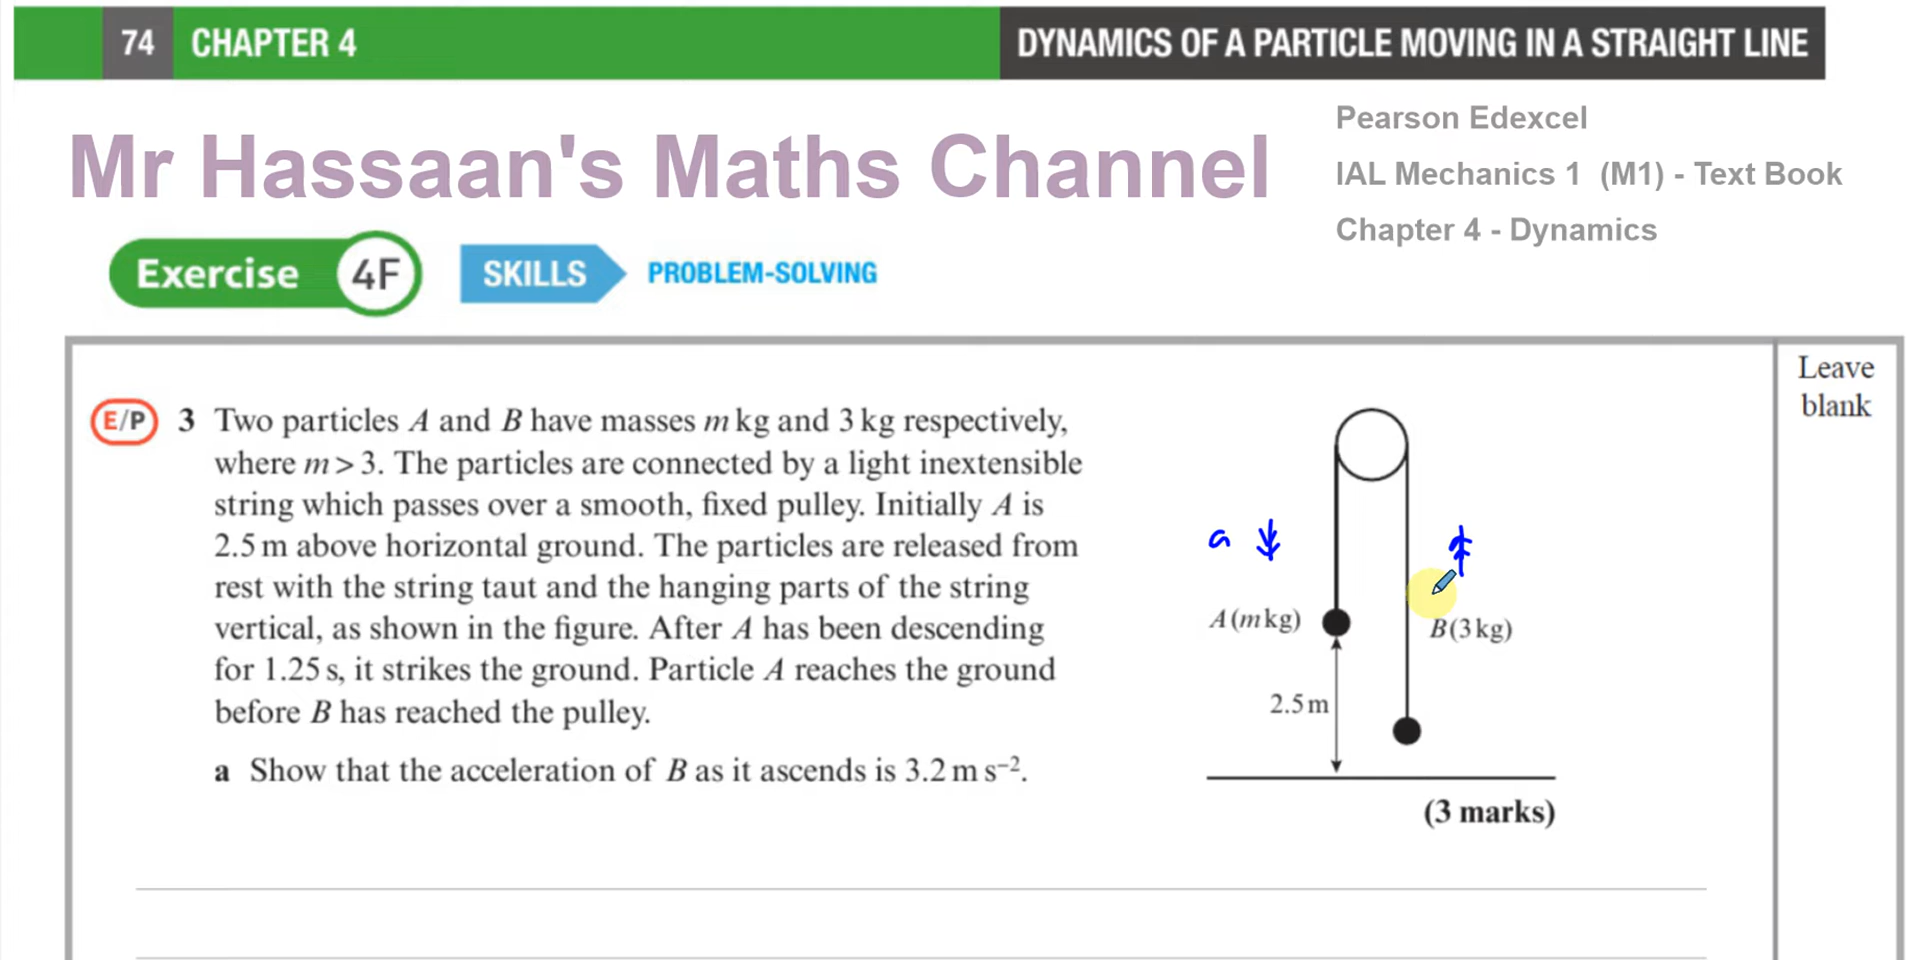 74 CHAPTER 4
DYNAMICS OF A PARTICLE MOVING IN A STRAIGHT LINE
Mr Hassaan's Maths Channel
Pearson Edexcel
IAL Mechanics 1 (M1) - Text Book
Chapter 4 - Dynamics
Exercise 4F
SKILLS
PROBLEM-SOLVING
Leave
blank
E/P 3 Two particles A and B have masses m kg and 3 kg respectively,
where m > 3. The particles are connected by a light inextensible
string which passes over a smooth, fixed pulley. Initially A is
2.5 m above horizontal ground. The particles are released from
rest with the string taut and the hanging parts of the string
vertical, as shown in the figure. After A has been descending
for 1.25 s, it strikes the ground. Particle A reaches the ground
before B has reached the pulley.
a Show that the acceleration of B as it ascends is 3.2 m s⁻².
a
A (m kg)
B (3 kg)
2.5 m
(3 marks)